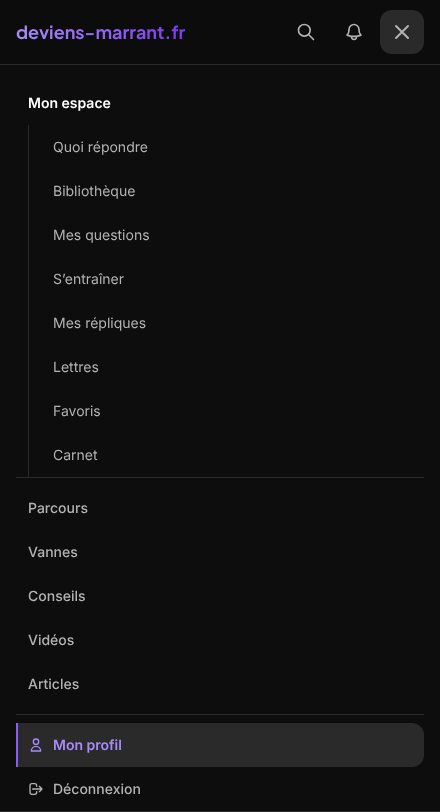 deviens-marrant.fr
Mon espace
Quoi répondre
Bibliothèque
Mes questions
S’entraîner
Mes répliques
Lettres
Favoris
Carnet
Parcours
Vannes
Conseils
Vidéos
Articles
Mon profil
Déconnexion